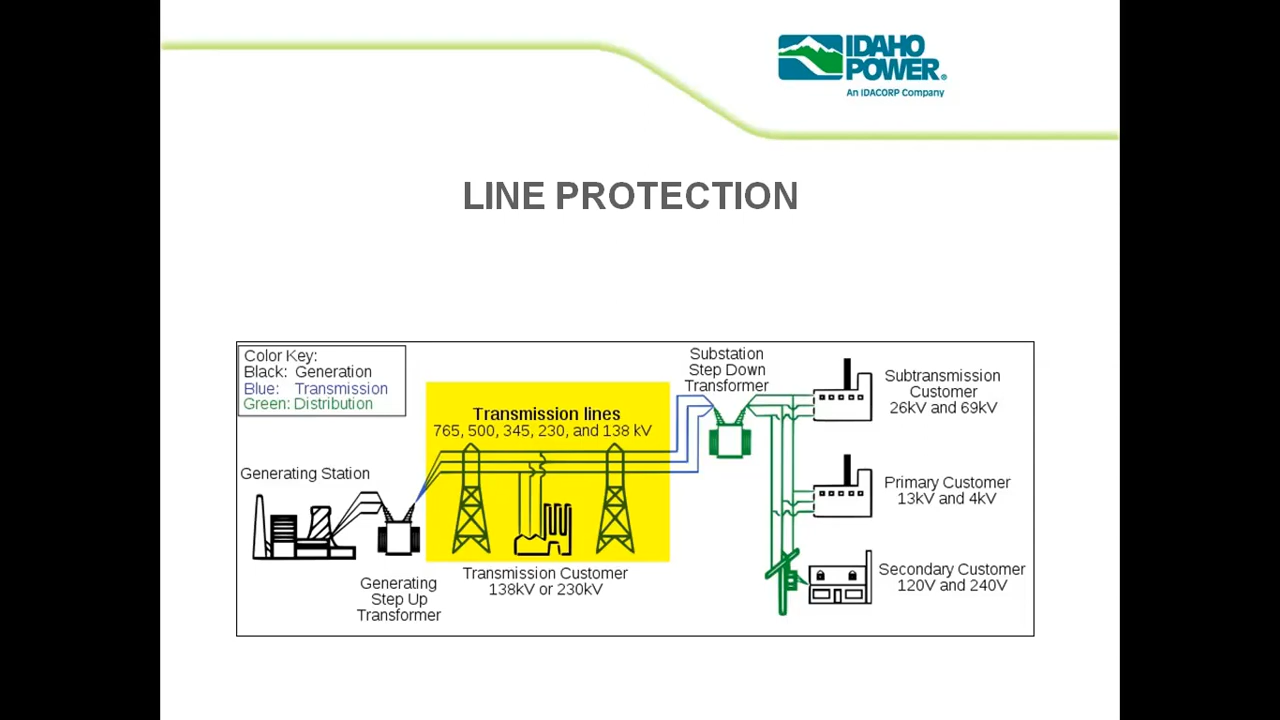 IDAHO
POWER®
An IDACORP Company
LINE PROTECTION
Color Key:
Black: Generation
Blue: Transmission
Green: Distribution
Substation
Step Down
Transformer
Subtransmission
Customer
26kV and 69kV
Transmission lines
765, 500, 345, 230, and 138 kV
Generating Station
Primary Customer
13kV and 4kV
Transmission Customer
138kV or 230kV
Generating
Step Up
Transformer
Secondary Customer
120V and 240V